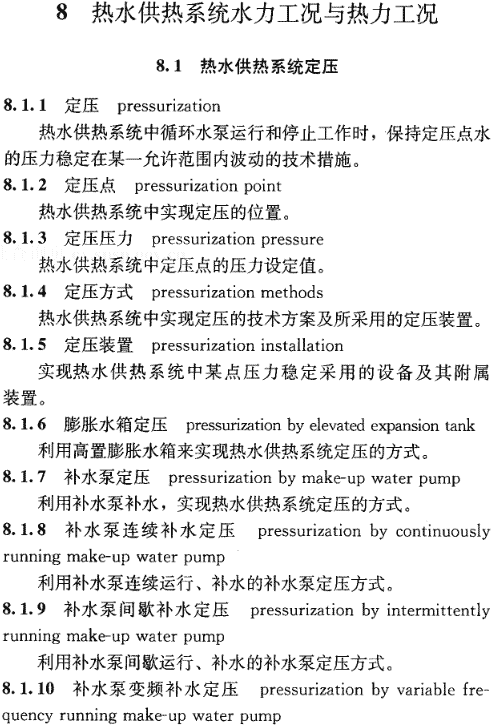 8 热水供热系统水力工况与热力工况
8.1 热水供热系统定压
8.1.1 定压 pressurization
热水供热系统中循环水泵运行和停止工作时，保持定压点水
的压力稳定在某一允许范围内波动的技术措施。
8.1.2 定压点 pressurization point
热水供热系统中实现定压的位置。
8.1.3 定压压力 pressurization pressure
热水供热系统中定压点的压力设定值。
8.1.4 定压方式 pressurization methods
热水供热系统中实现定压的技术方案及所采用的定压装置。
8.1.5 定压装置 pressurization installation
实现热水供热系统中某点压力稳定采用的设备及其附属
装置。
8.1.6 膨胀水箱定压 pressurization by elevated expansion tank
利用高置膨胀水箱来实现热水供热系统定压的方式。
8.1.7 补水泵定压 pressurization by make-up water pump
利用补水泵补水，实现热水供热系统定压的方式。
8.1.8 补水泵连续补水定压 pressurization by continuously
running make-up water pump
利用补水泵连续运行、补水的补水泵定压方式。
8.1.9 补水泵间歇补水定压 pressurization by intermittently
running make-up water pump
利用补水泵间歇运行、补水的补水泵定压方式。
8.1.10 补水泵变频补水定压 pressurization by variable fre-
quency running make-up water pump